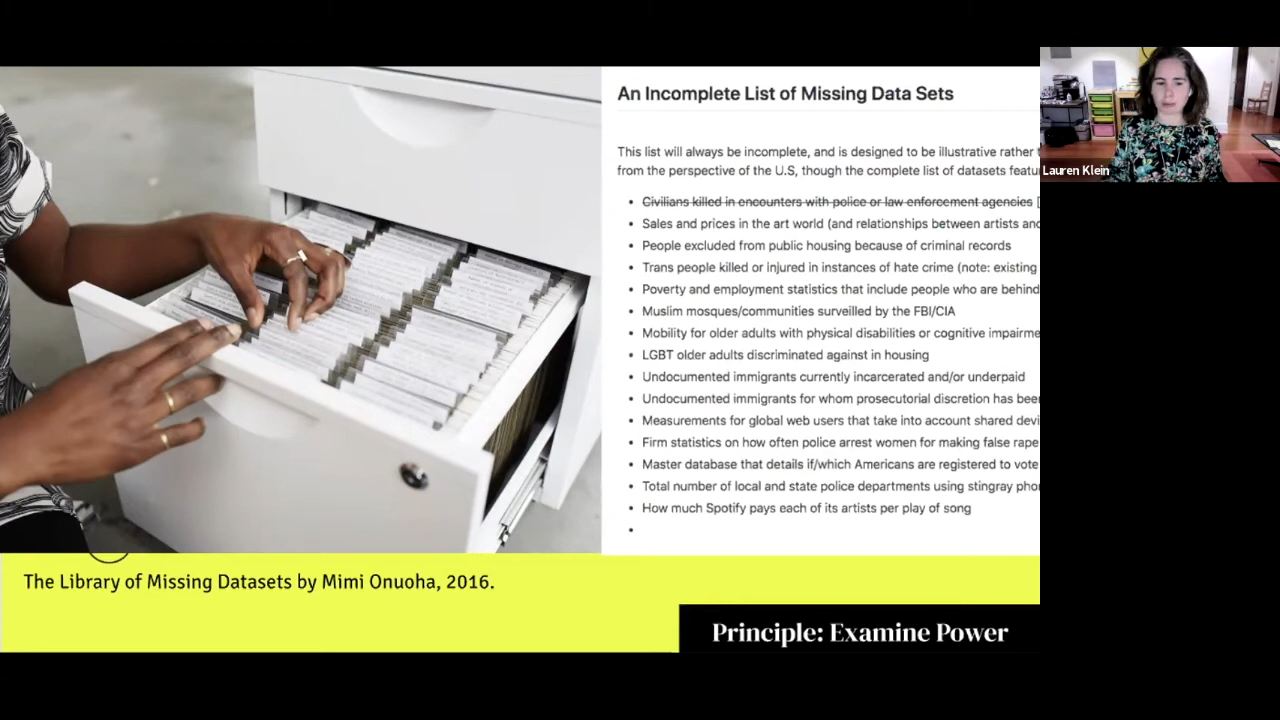 An Incomplete List of Missing Data Sets
This list will always be incomplete, and is designed to be illustrative rather
from the perspective of the U.S, though the complete list of datasets featu
Civilians killed in encounters with police or law enforcement agencies [
Sales and prices in the art world (and relationships between artists and
People excluded from public housing because of criminal records
Trans people killed or injured in instances of hate crime (note: existing
Poverty and employment statistics that include people who are behind
Muslim mosques/communities surveilled by the FBI/CIA
Mobility for older adults with physical disabilities or cognitive impairme
LGBT older adults discriminated against in housing
Undocumented immigrants currently incarcerated and/or underpaid
Undocumented immigrants for whom prosecutorial discretion has been
Measurements for global web users that take into account shared devi
Firm statistics on how often police arrest women for making false rape
Master database that details if/which Americans are registered to vote
Total number of local and state police departments using stingray pho
How much Spotify pays each of its artists per play of song
Lauren Klein
The Library of Missing Datasets by Mimi Onuoha, 2016.
Principle: Examine Power